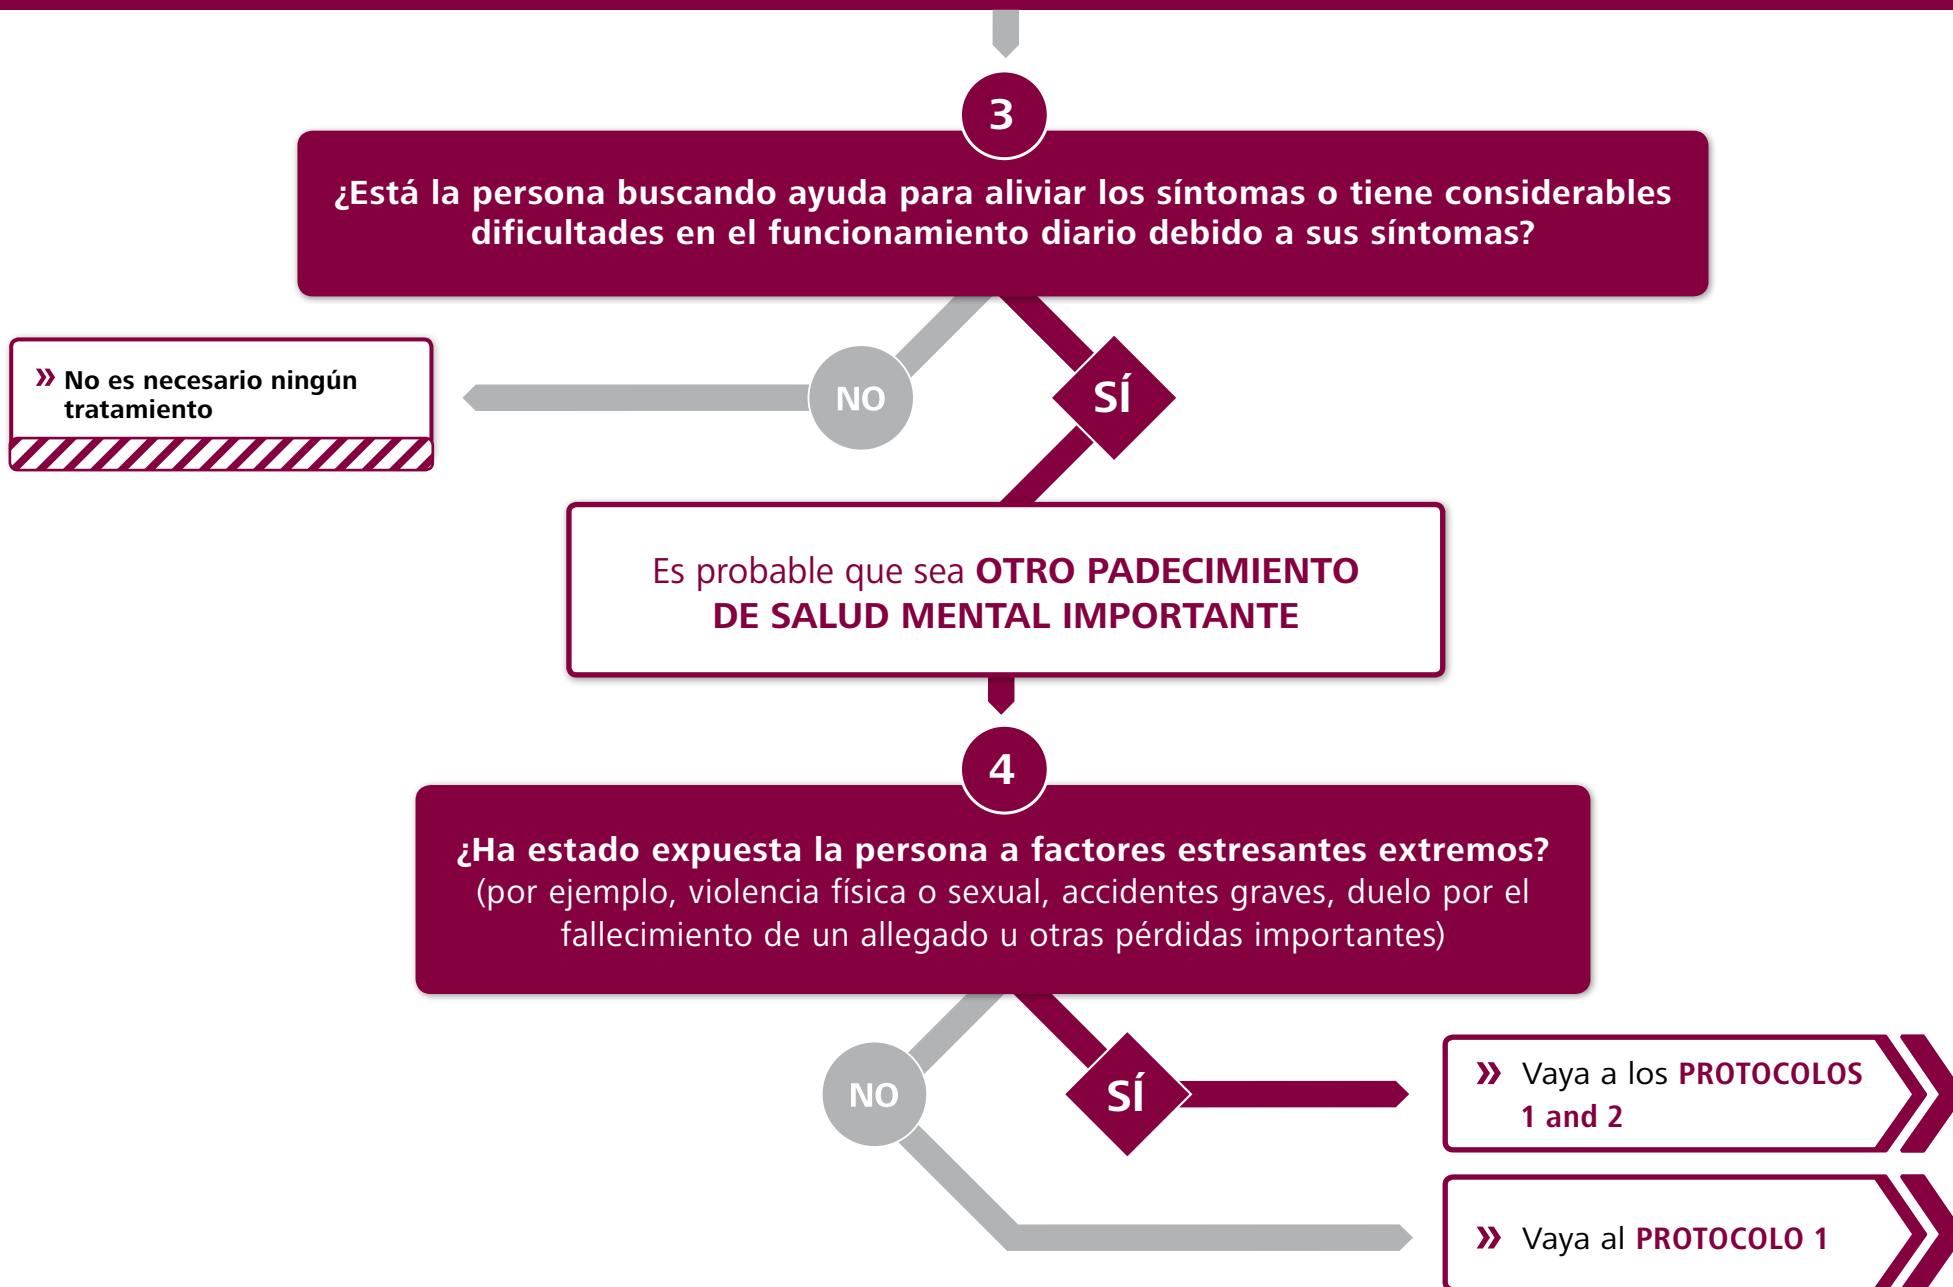 3
¿Está la persona buscando ayuda para aliviar los síntomas o tiene considerables
dificultades en el funcionamiento diario debido a sus síntomas?
» No es necesario ningún
tratamiento
NO
SÍ
Es probable que sea OTRO PADECIMIENTO
DE SALUD MENTAL IMPORTANTE
4
¿Ha estado expuesta la persona a factores estresantes extremos?
(por ejemplo, violencia física o sexual, accidentes graves, duelo por el
fallecimiento de un allegado u otras pérdidas importantes)
NO
SÍ
» Vaya a los PROTOCOLOS
1 and 2
» Vaya al PROTOCOLO 1